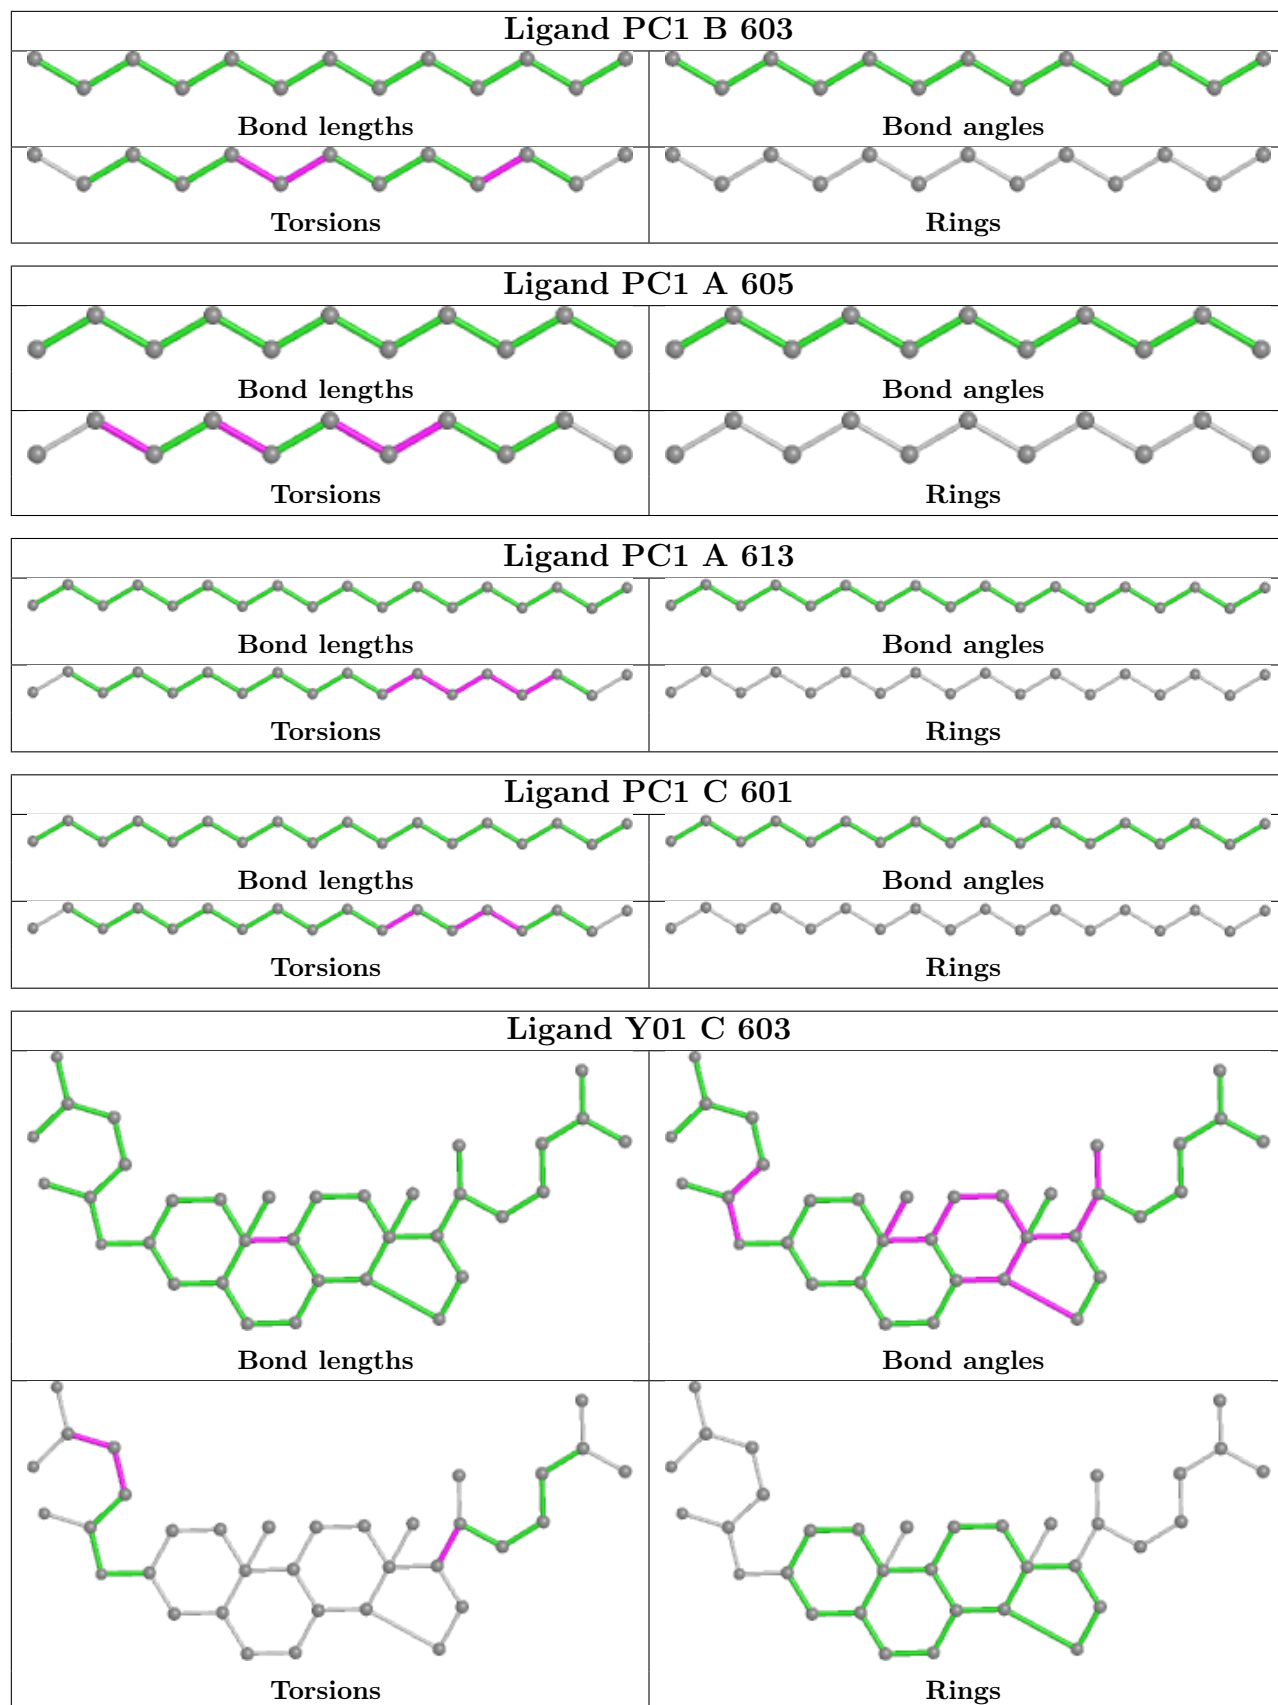 Ligand PC1 B 603
Bond lengths
Bond angles
Torsions
Rings
Ligand PC1 A 605
Bond lengths
Bond angles
Torsions
Rings
Ligand PC1 A 613
Bond lengths
Bond angles
Torsions
Rings
Ligand PC1 C 601
Bond lengths
Bond angles
Torsions
Rings
Ligand Y01 C 603
Bond lengths
Bond angles
Torsions
Rings